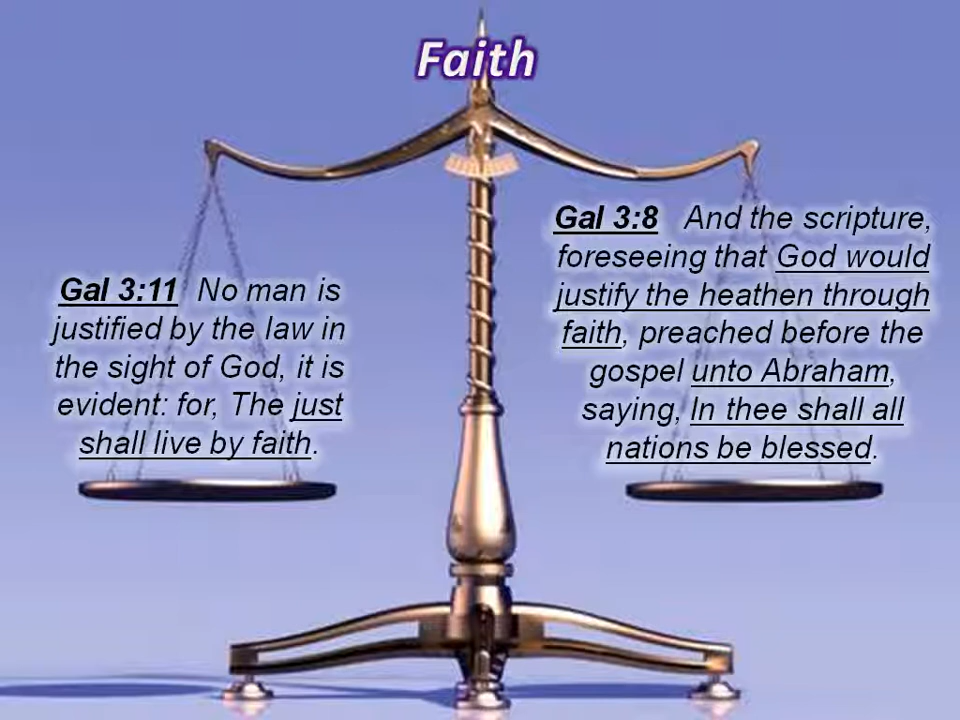 Faith
Gal 3:11 No man is
justified by the law in
the sight of God, it is
evident: for, The just
shall live by faith.
Gal 3:8 And the scripture,
foreseeing that God would
justify the heathen through
faith, preached before the
gospel unto Abraham,
saying, In thee shall all
nations be blessed.